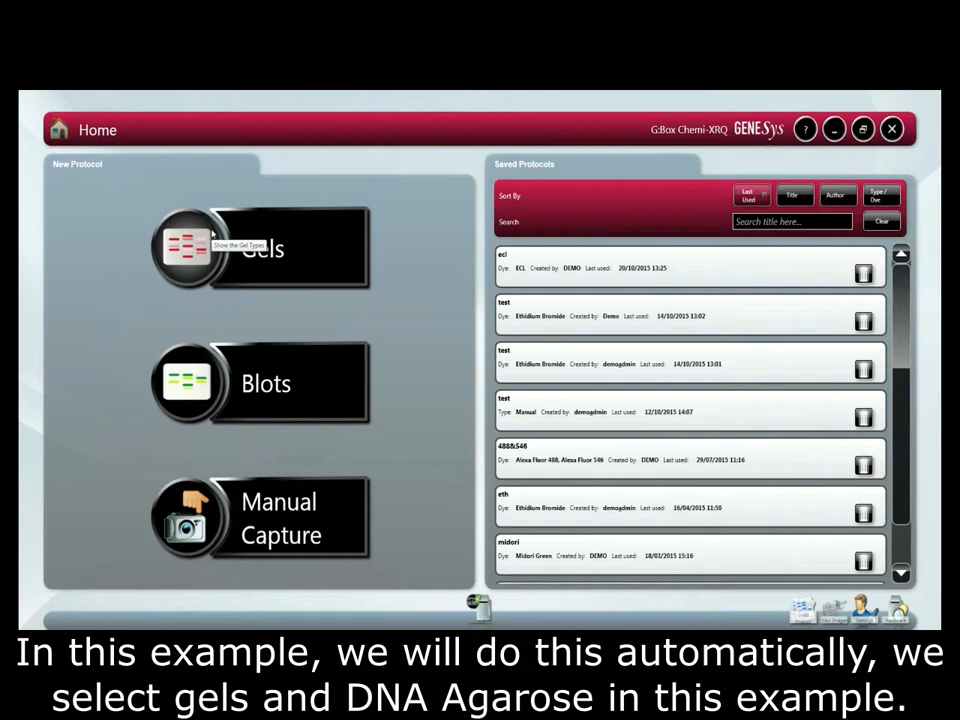 Home
G:Box Chemi-XRQ GENESys ?
New Protocol
Saved Protocols
Sort By
Last Used
Title
Author
Type / Dye
Search
Search title here...
Clear
Gels
Show the Gel Types
Blots
Manual
Capture
ecl
Dye: ECL Created by: DEMO Last used: 20/10/2015 13:25
test
Dye: Ethidium Bromide Created by: Demo Last used: 14/10/2015 13:02
test
Dye: Ethidium Bromide Created by: demoadmin Last used: 14/10/2015 13:01
test
Type: Manual Created by: demoadmin Last used: 12/10/2015 14:07
488&546
Dye: Alexa Fluor 488, Alexa Fluor 546 Created by: DEMO Last used: 29/07/2015 11:16
eth
Dye: Ethidium Bromide Created by: demoadmin Last used: 16/04/2015 11:50
midori
Dye: Midori Green Created by: DEMO Last used: 18/03/2015 15:16
In this example, we will do this automatically, we
select gels and DNA Agarose in this example.